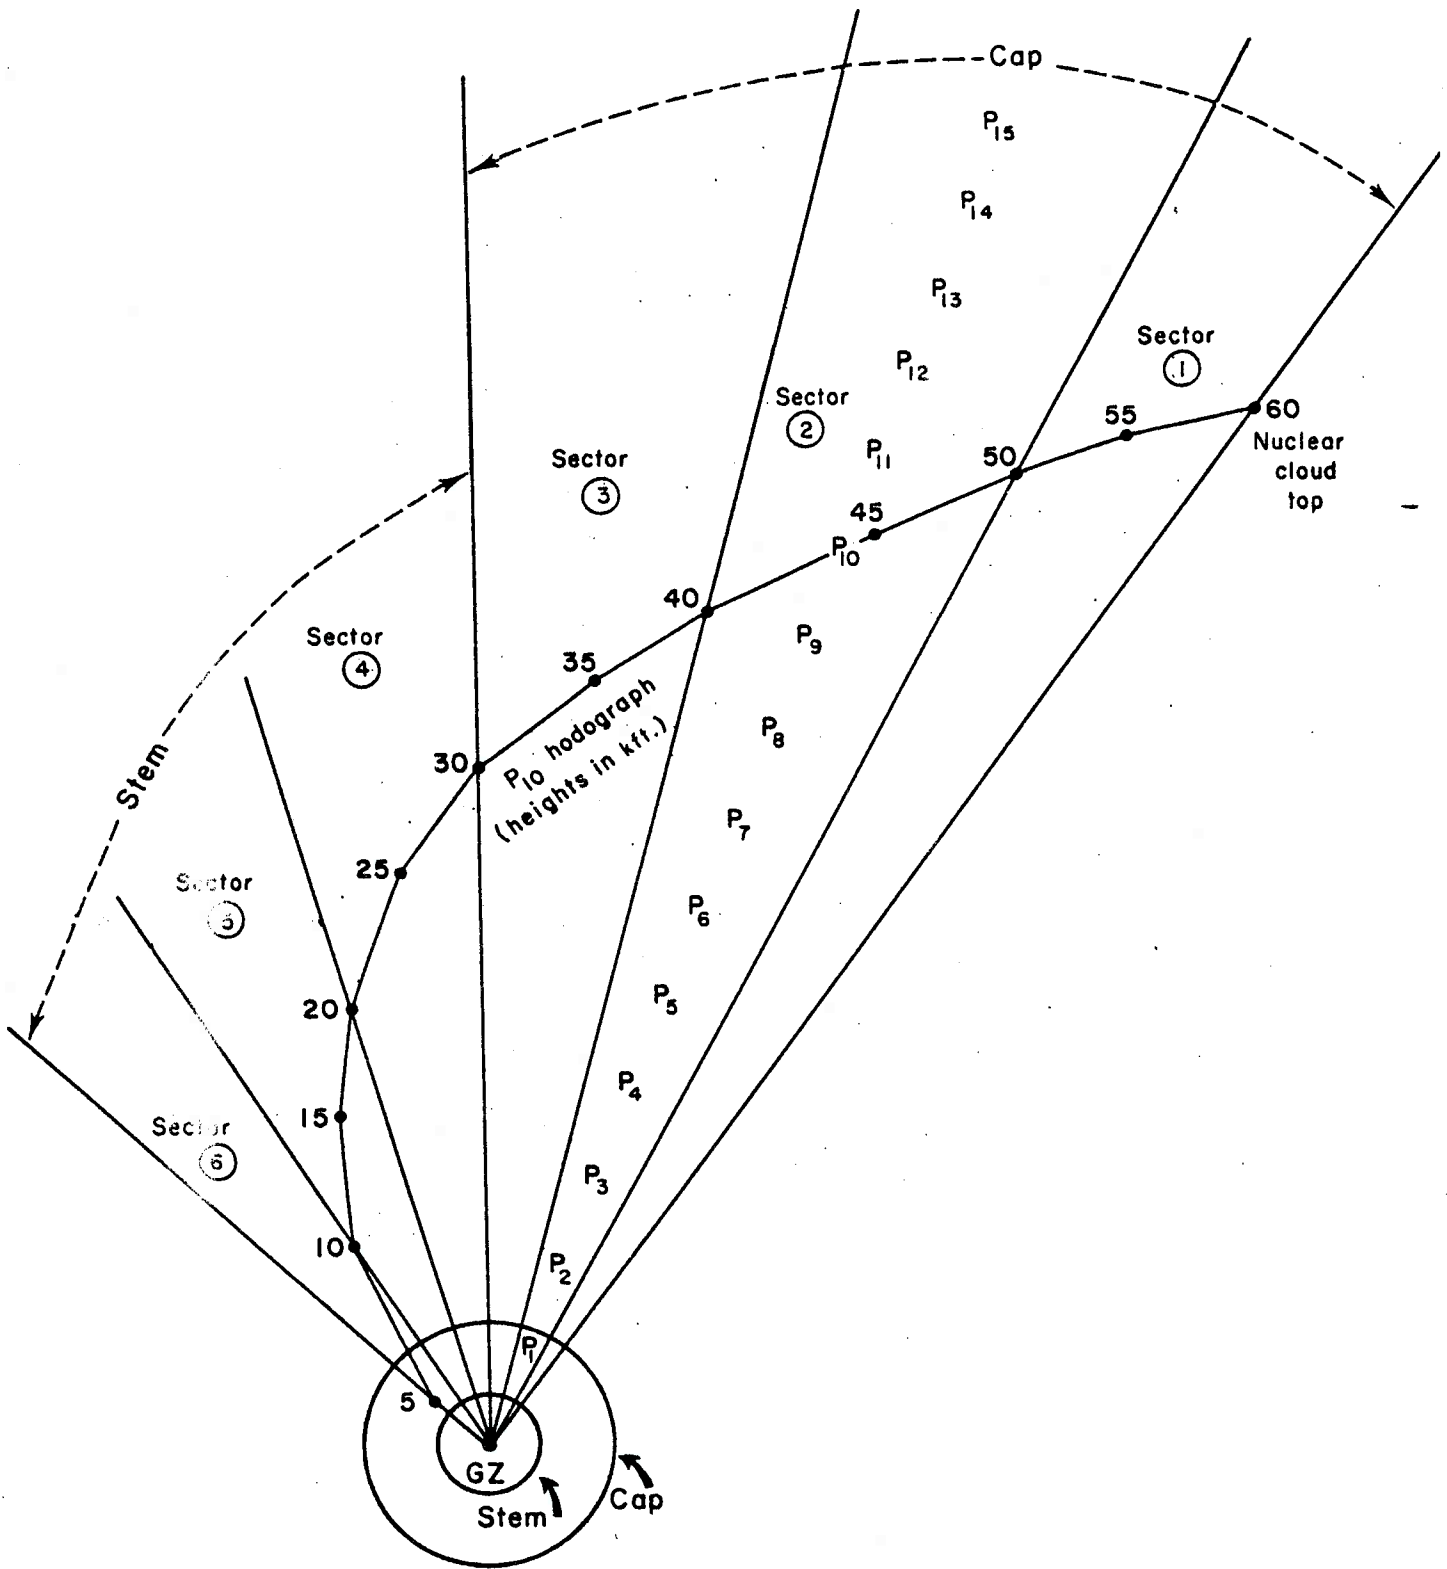 Cap
P15
P14
P13
Sector
1
P12
Sector
2
60
55
Nuclear
cloud
top
P11
50
Sector
3
45
P10
40
P9
Sector
4
35
P8
30
P10 hodograph
(heights in kft.)
Stem
P7
25
Sector
5
P6
20
P5
P4
15
Sector
6
P3
10
P2
P1
5
GZ
Stem
Cap